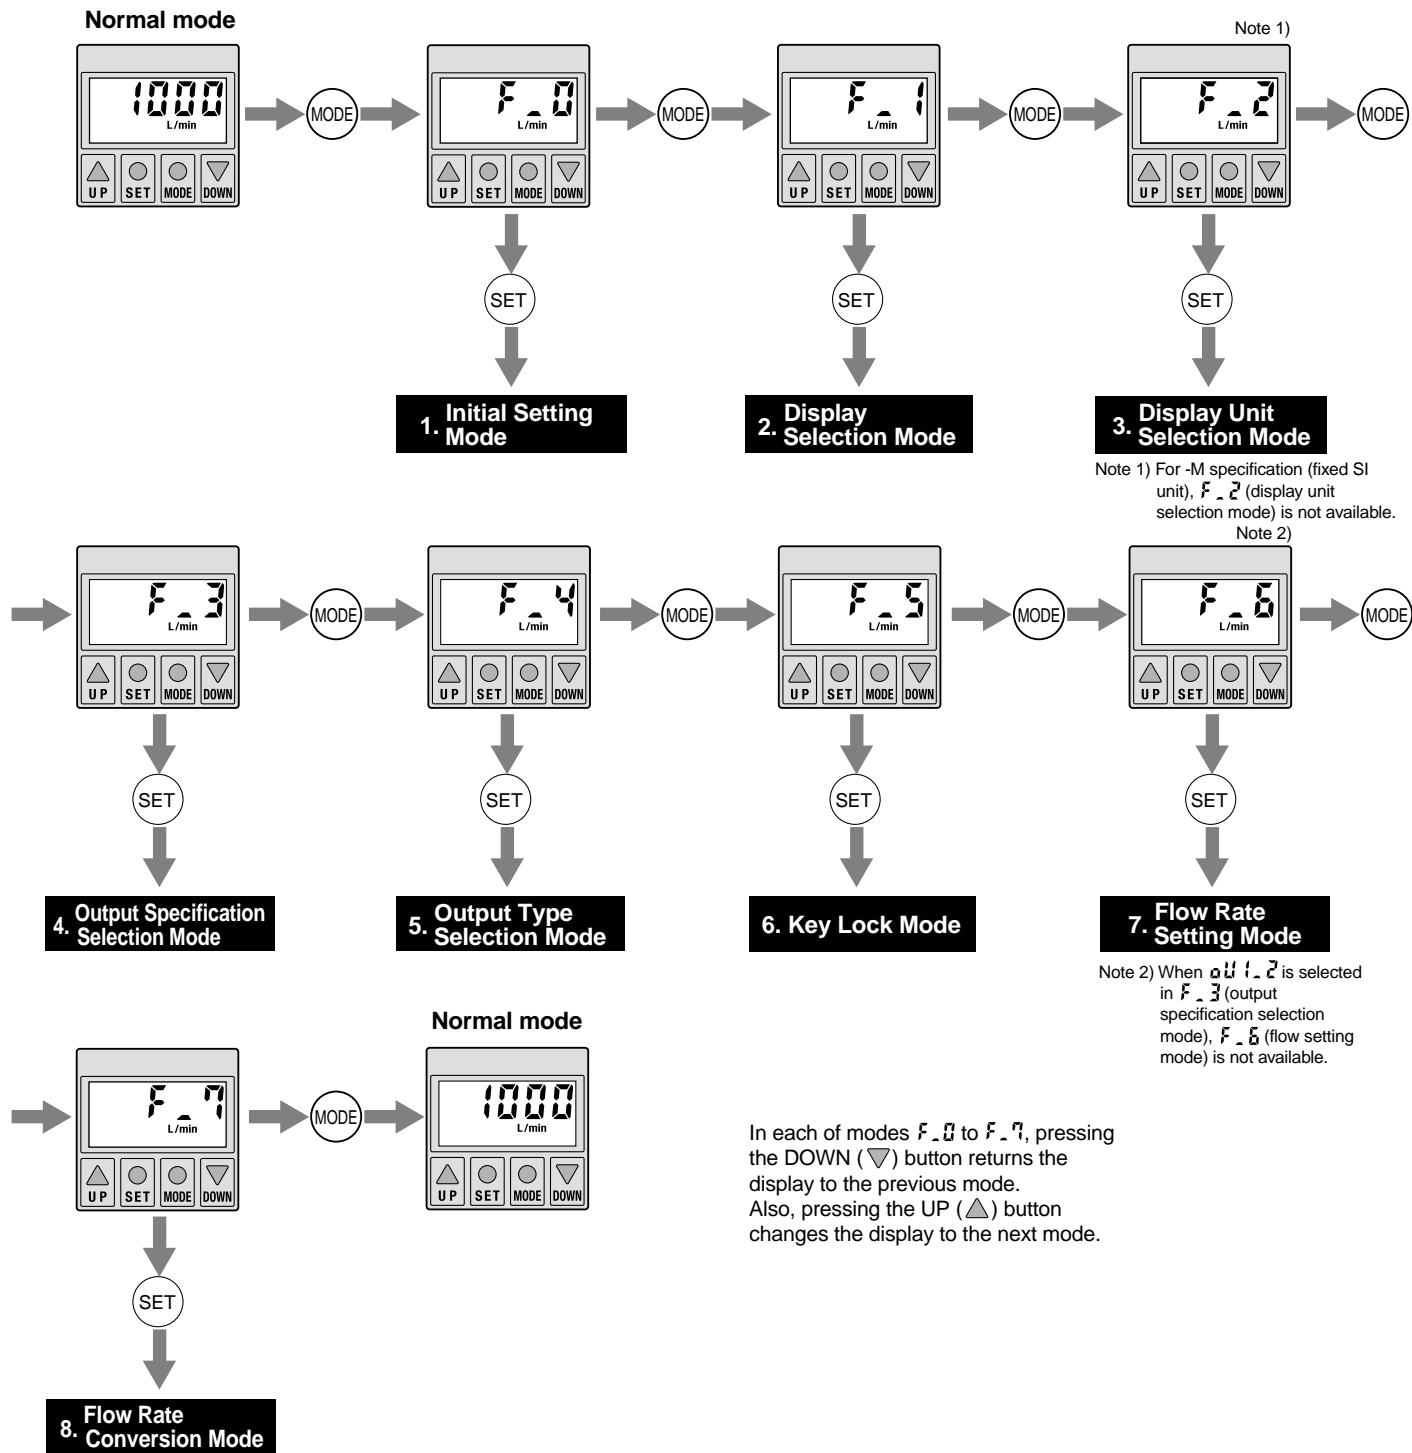 Normal mode
Note 1)
1000
L/min
UP SET MODE DOWN
MODE
F_0
L/min
UP SET MODE DOWN
MODE
F_1
L/min
UP SET MODE DOWN
MODE
F_2
L/min
UP SET MODE DOWN
MODE
SET
SET
SET
1. Initial Setting
Mode
2. Display
Selection Mode
3. Display Unit
Selection Mode
Note 1) For -M specification (fixed SI
unit), F_2 (display unit
selection mode) is not available.
Note 2)
F_3
L/min
UP SET MODE DOWN
MODE
F_4
L/min
UP SET MODE DOWN
MODE
F_5
L/min
UP SET MODE DOWN
MODE
F_6
L/min
UP SET MODE DOWN
MODE
SET
SET
SET
SET
4. Output Specification
Selection Mode
5. Output Type
Selection Mode
6. Key Lock Mode
7. Flow Rate
Setting Mode
Note 2) When oU1_2 is selected
in F_3 (output
specification selection
mode), F_6 (flow setting
mode) is not available.
Normal mode
F_7
L/min
UP SET MODE DOWN
MODE
1000
L/min
UP SET MODE DOWN
In each of modes F_0 to F_7, pressing
the DOWN (▽) button returns the
display to the previous mode.
Also, pressing the UP (△) button
changes the display to the next mode.
SET
8. Flow Rate
Conversion Mode